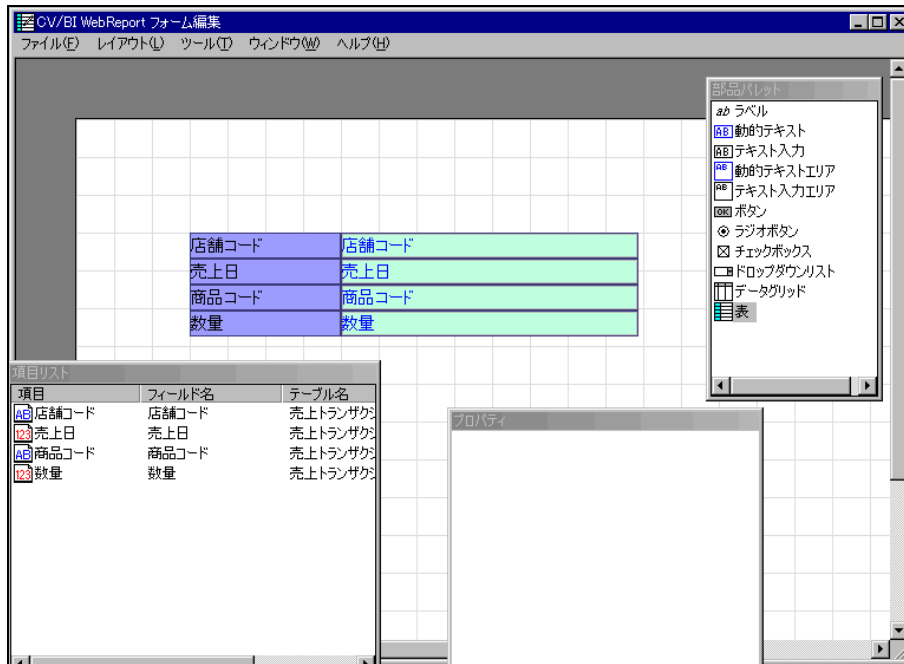 CV/BI WebReport フォーム編集
ファイル(F) レイアウト(L) ツール(T) ウィンドウ(W) ヘルプ(H)
部品パレット
ab ラベル
AB 動的テキスト
AB テキスト入力
AB 動的テキストエリア
AB テキスト入力エリア
OK ボタン
ラジオボタン
チェックボックス
ドロップダウンリスト
データグリッド
表
店舗コード 店舗コード
売上日 売上日
商品コード 商品コード
数量 数量
項目リスト
項目 フィールド名 テーブル名
AB 店舗コード 店舗コード 売上トランザクシ
123 売上日 売上日 売上トランザクシ
AB 商品コード 商品コード 売上トランザクシ
123 数量 数量 売上トランザクシ
プロパティ